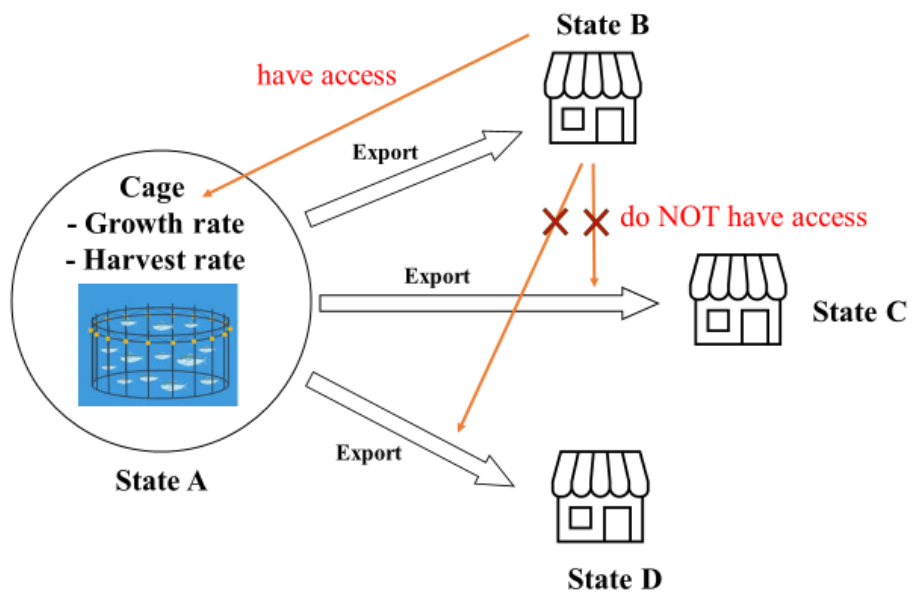 State B
have access
Export
Cage
- Growth rate
- Harvest rate
do NOT have access
Export
State C
Export
State A
State D